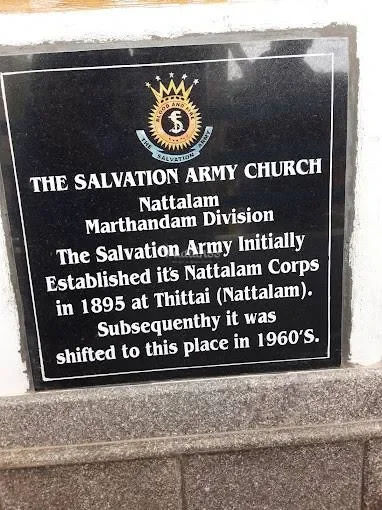 BLOOD AND FIRE
THE SALVATION ARMY
THE SALVATION ARMY CHURCH
Nattalam
Marthandam Division
The Salvation Army Initially
Established it's Nattalam Corps
in 1895 at Thittai (Nattalam).
Subsequenthy it was
shifted to this place in 1960'S.